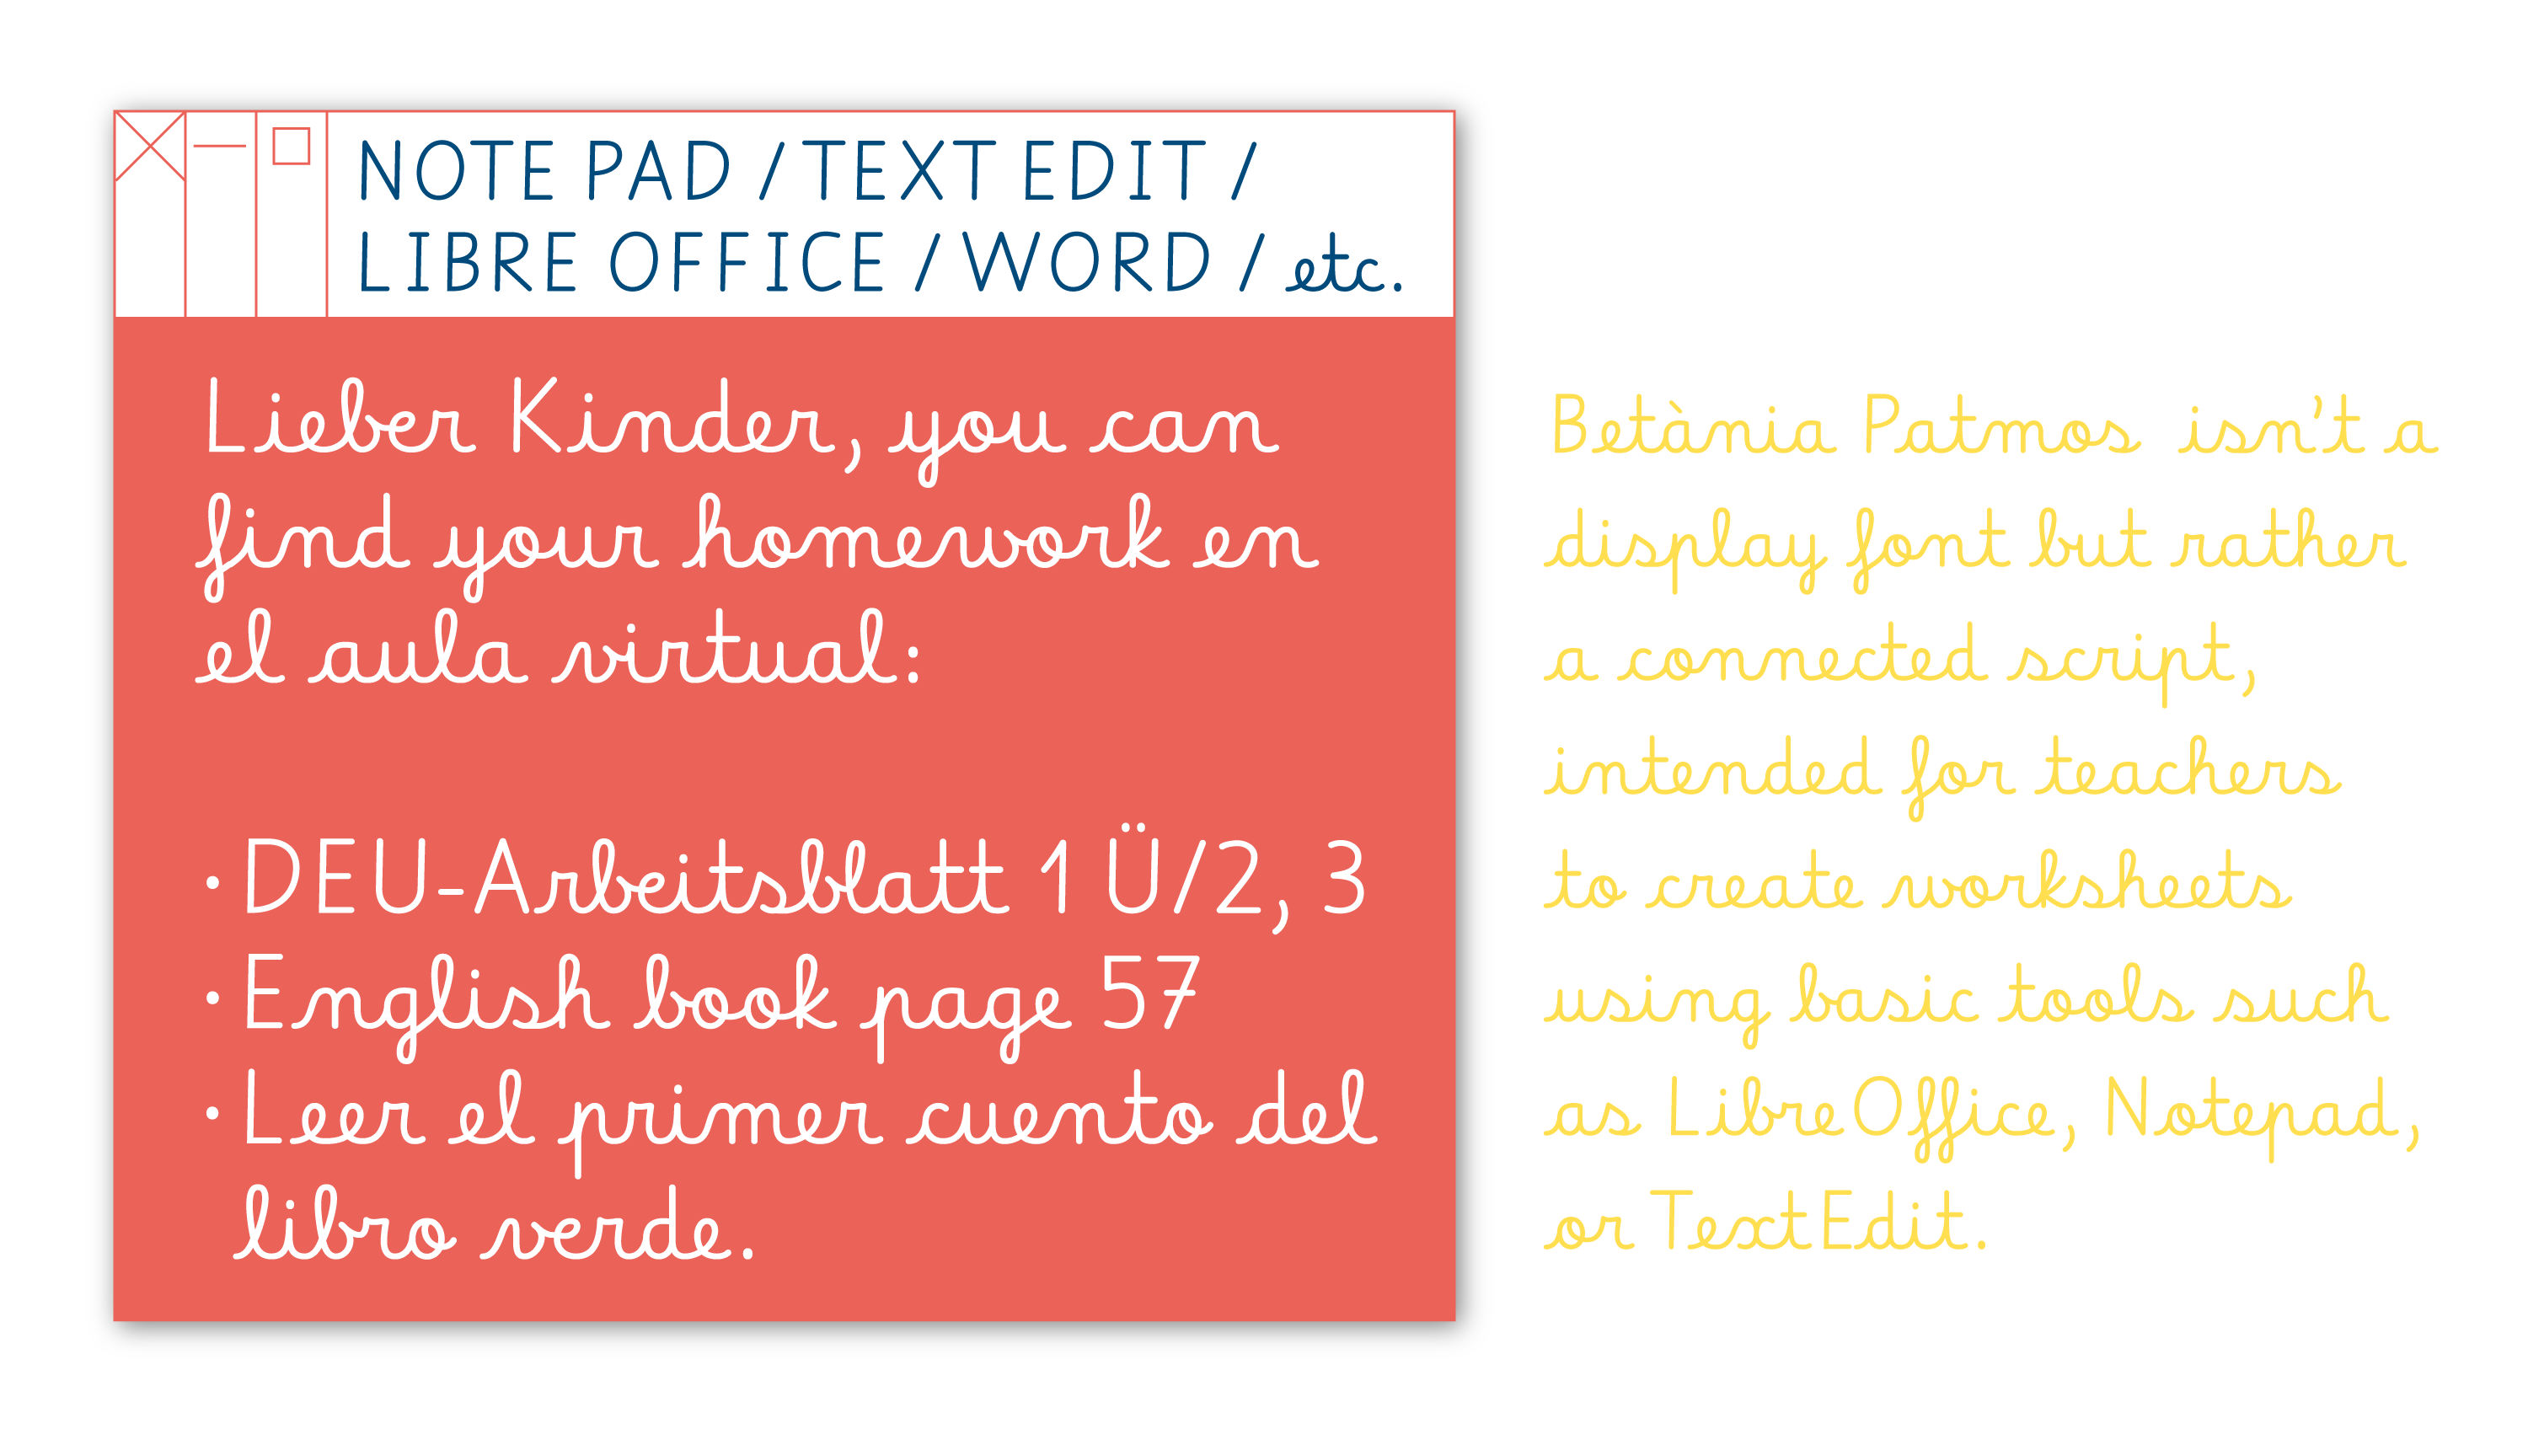 NOTE PAD / TEXT EDIT /
LIBRE OFFICE / WORD / etc.
Lieber Kinder, you can
find your homework en
el aula virtual:
· DEU-Arbeitsblatt 1 Ü/2, 3
· English book page 57
· Leer el primer cuento del
libro verde.
Betània Patmos isn't a
display font but rather
a connected script,
intended for teachers
to create worksheets
using basic tools such
as LibreOffice, Notepad,
or TextEdit.